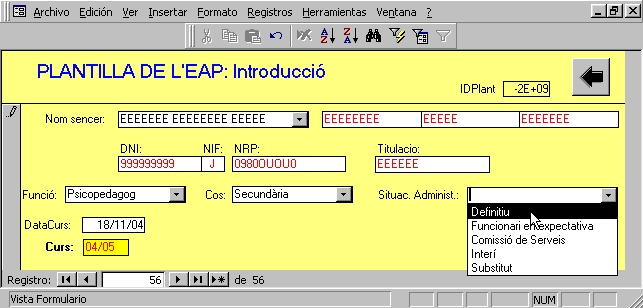 Archivo Edición Ver Insertar Formato Registros Herramientas Ventana ?
PLANTILLA DE L'EAP: Introducció
IDPlant -2E+09
Nom sencer: EEEEEEE EEEEEEEE EEEEE EEEEEEEE EEEEE EEEEEEE
DNI: NIF: NRP: Titulacio:
999999999 J 0980OU0U0 EEEEEE
Funció: Psicopedagog Cos: Secundària Situac. Administ.:
Definitiu
Funcionari en expectativa
Comissió de Serveis
Interí
Substitut
DataCurs: 18/11/04
Curs: 04/05
Registro: 56 de 56
Vista Formulario NUM